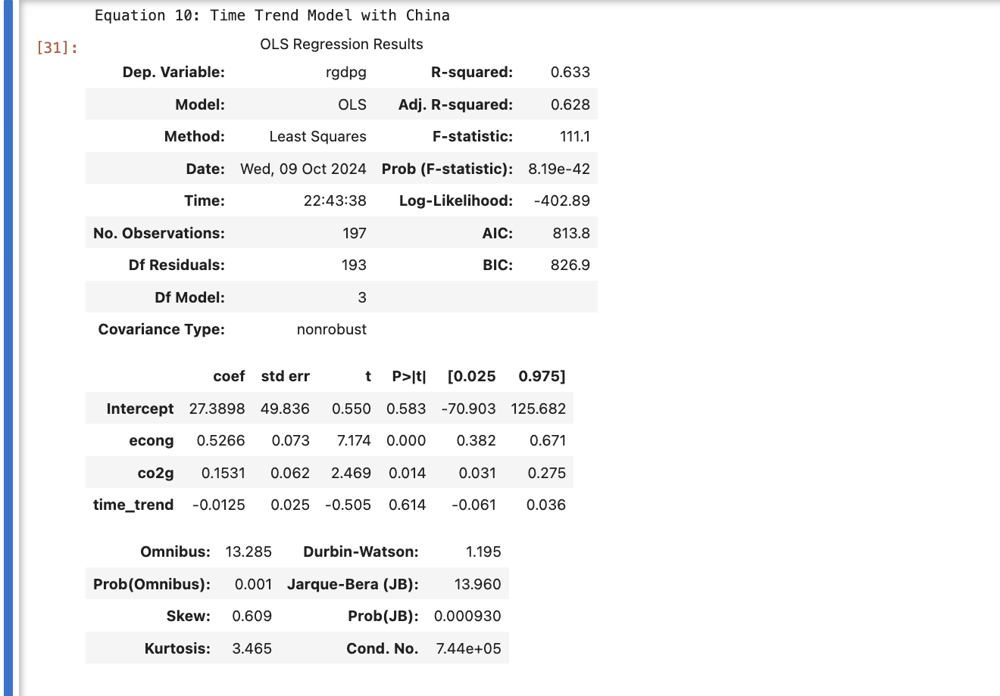 Equation 10: Time Trend Model with China
[31]:
OLS Regression Results
Dep. Variable: rgdpg R-squared: 0.633
Model: OLS Adj. R-squared: 0.628
Method: Least Squares F-statistic: 111.1
Date: Wed, 09 Oct 2024 Prob (F-statistic): 8.19e-42
Time: 22:43:38 Log-Likelihood: -402.89
No. Observations: 197 AIC: 813.8
Df Residuals: 193 BIC: 826.9
Df Model: 3
Covariance Type: nonrobust
coef std err t P>|t| [0.025 0.975]
Intercept 27.3898 49.836 0.550 0.583 -70.903 125.682
econg 0.5266 0.073 7.174 0.000 0.382 0.671
co2g 0.1531 0.062 2.469 0.014 0.031 0.275
time_trend -0.0125 0.025 -0.505 0.614 -0.061 0.036
Omnibus: 13.285 Durbin-Watson: 1.195
Prob(Omnibus): 0.001 Jarque-Bera (JB): 13.960
Skew: 0.609 Prob(JB): 0.000930
Kurtosis: 3.465 Cond. No. 7.44e+05